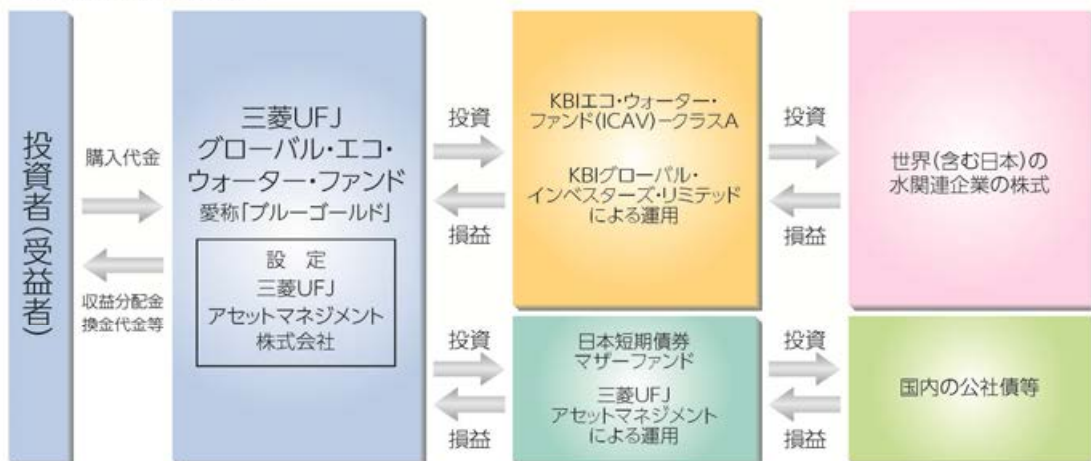 投資者(受益者)
購入代金
収益分配金
換金代金等
三菱UFJ
グローバル・エコ・
ウォーター・ファンド
愛称「ブルーゴールド」
設 定
三菱UFJ
アセットマネジメント
株式会社
投資
損益
KBIエコ・ウォーター・
ファンド(ICAV)ークラスA
KBIグローバル・
インベスターズ・リミテッド
による運用
投資
損益
世界(含む日本)の
水関連企業の株式
投資
損益
日本短期債券
マザーファンド
三菱UFJ
アセットマネジメント
による運用
投資
損益
国内の公社債等